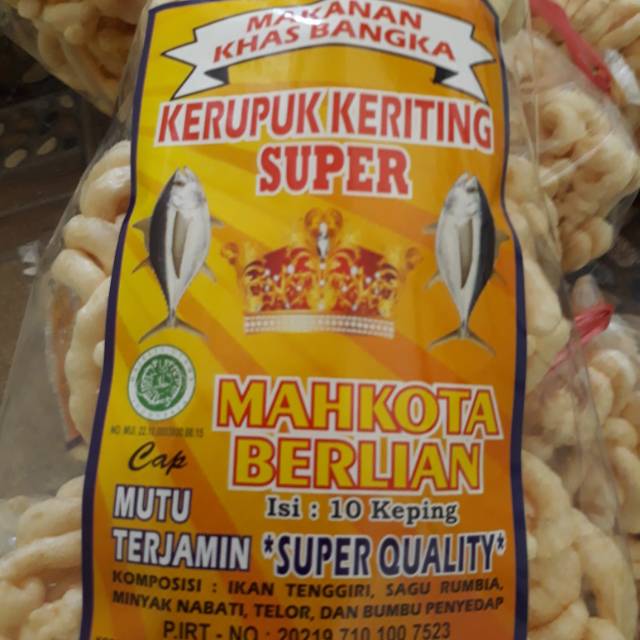 MAKANAN
KHAS BANGKA
KERUPUK KERITING
SUPER
MAHKOTA
BERLIAN
Cap
Isi : 10 Keping
MUTU
TERJAMIN *SUPER QUALITY*
KOMPOSISI : IKAN TENGGIRI, SAGU RUMBIA,
MINYAK NABATI, TELOR, DAN BUMBU PENYEDAP
P.IRT - NO : 20219 710 100 7523